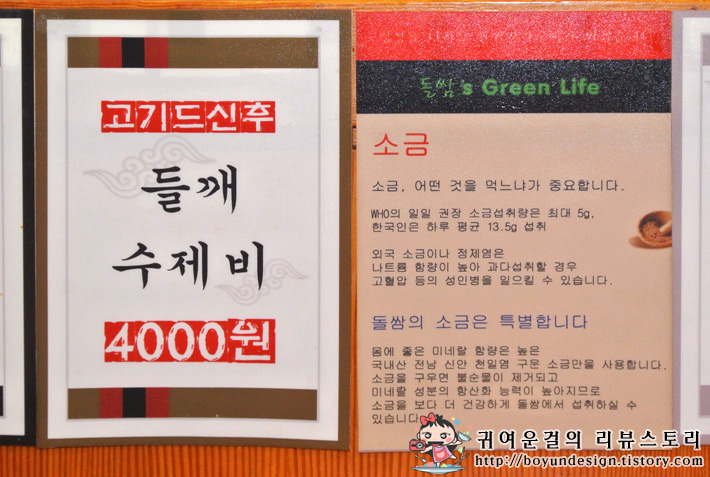 고기드신후
들깨
수제비
4000원
돌쌈's Green Life
소금
소금, 어떤 것을 먹느냐가 중요합니다.
WHO의 일일 권장 소금섭취량은 최대 5g,
한국인은 하루 평균 13.5g 섭취
외국 소금이나 정제염은
나트륨 함량이 높아 과다섭취할 경우
고혈압 등의 성인병을 일으킬 수 있습니다.
돌쌈의 소금은 특별합니다
몸에 좋은 미네랄 함량은 높은
국내산 전남 신안 천일염 구운 소금만을 사용합니다.
소금을 구우면 불순물이 제거되고
미네랄 성분의 항산화 능력이 높아지므로
소금을 보다 더 건강하게 돌쌈에서 섭취하실 수
있습니다
귀여운걸의 리뷰스토리
http://boyundesign.tistory.com